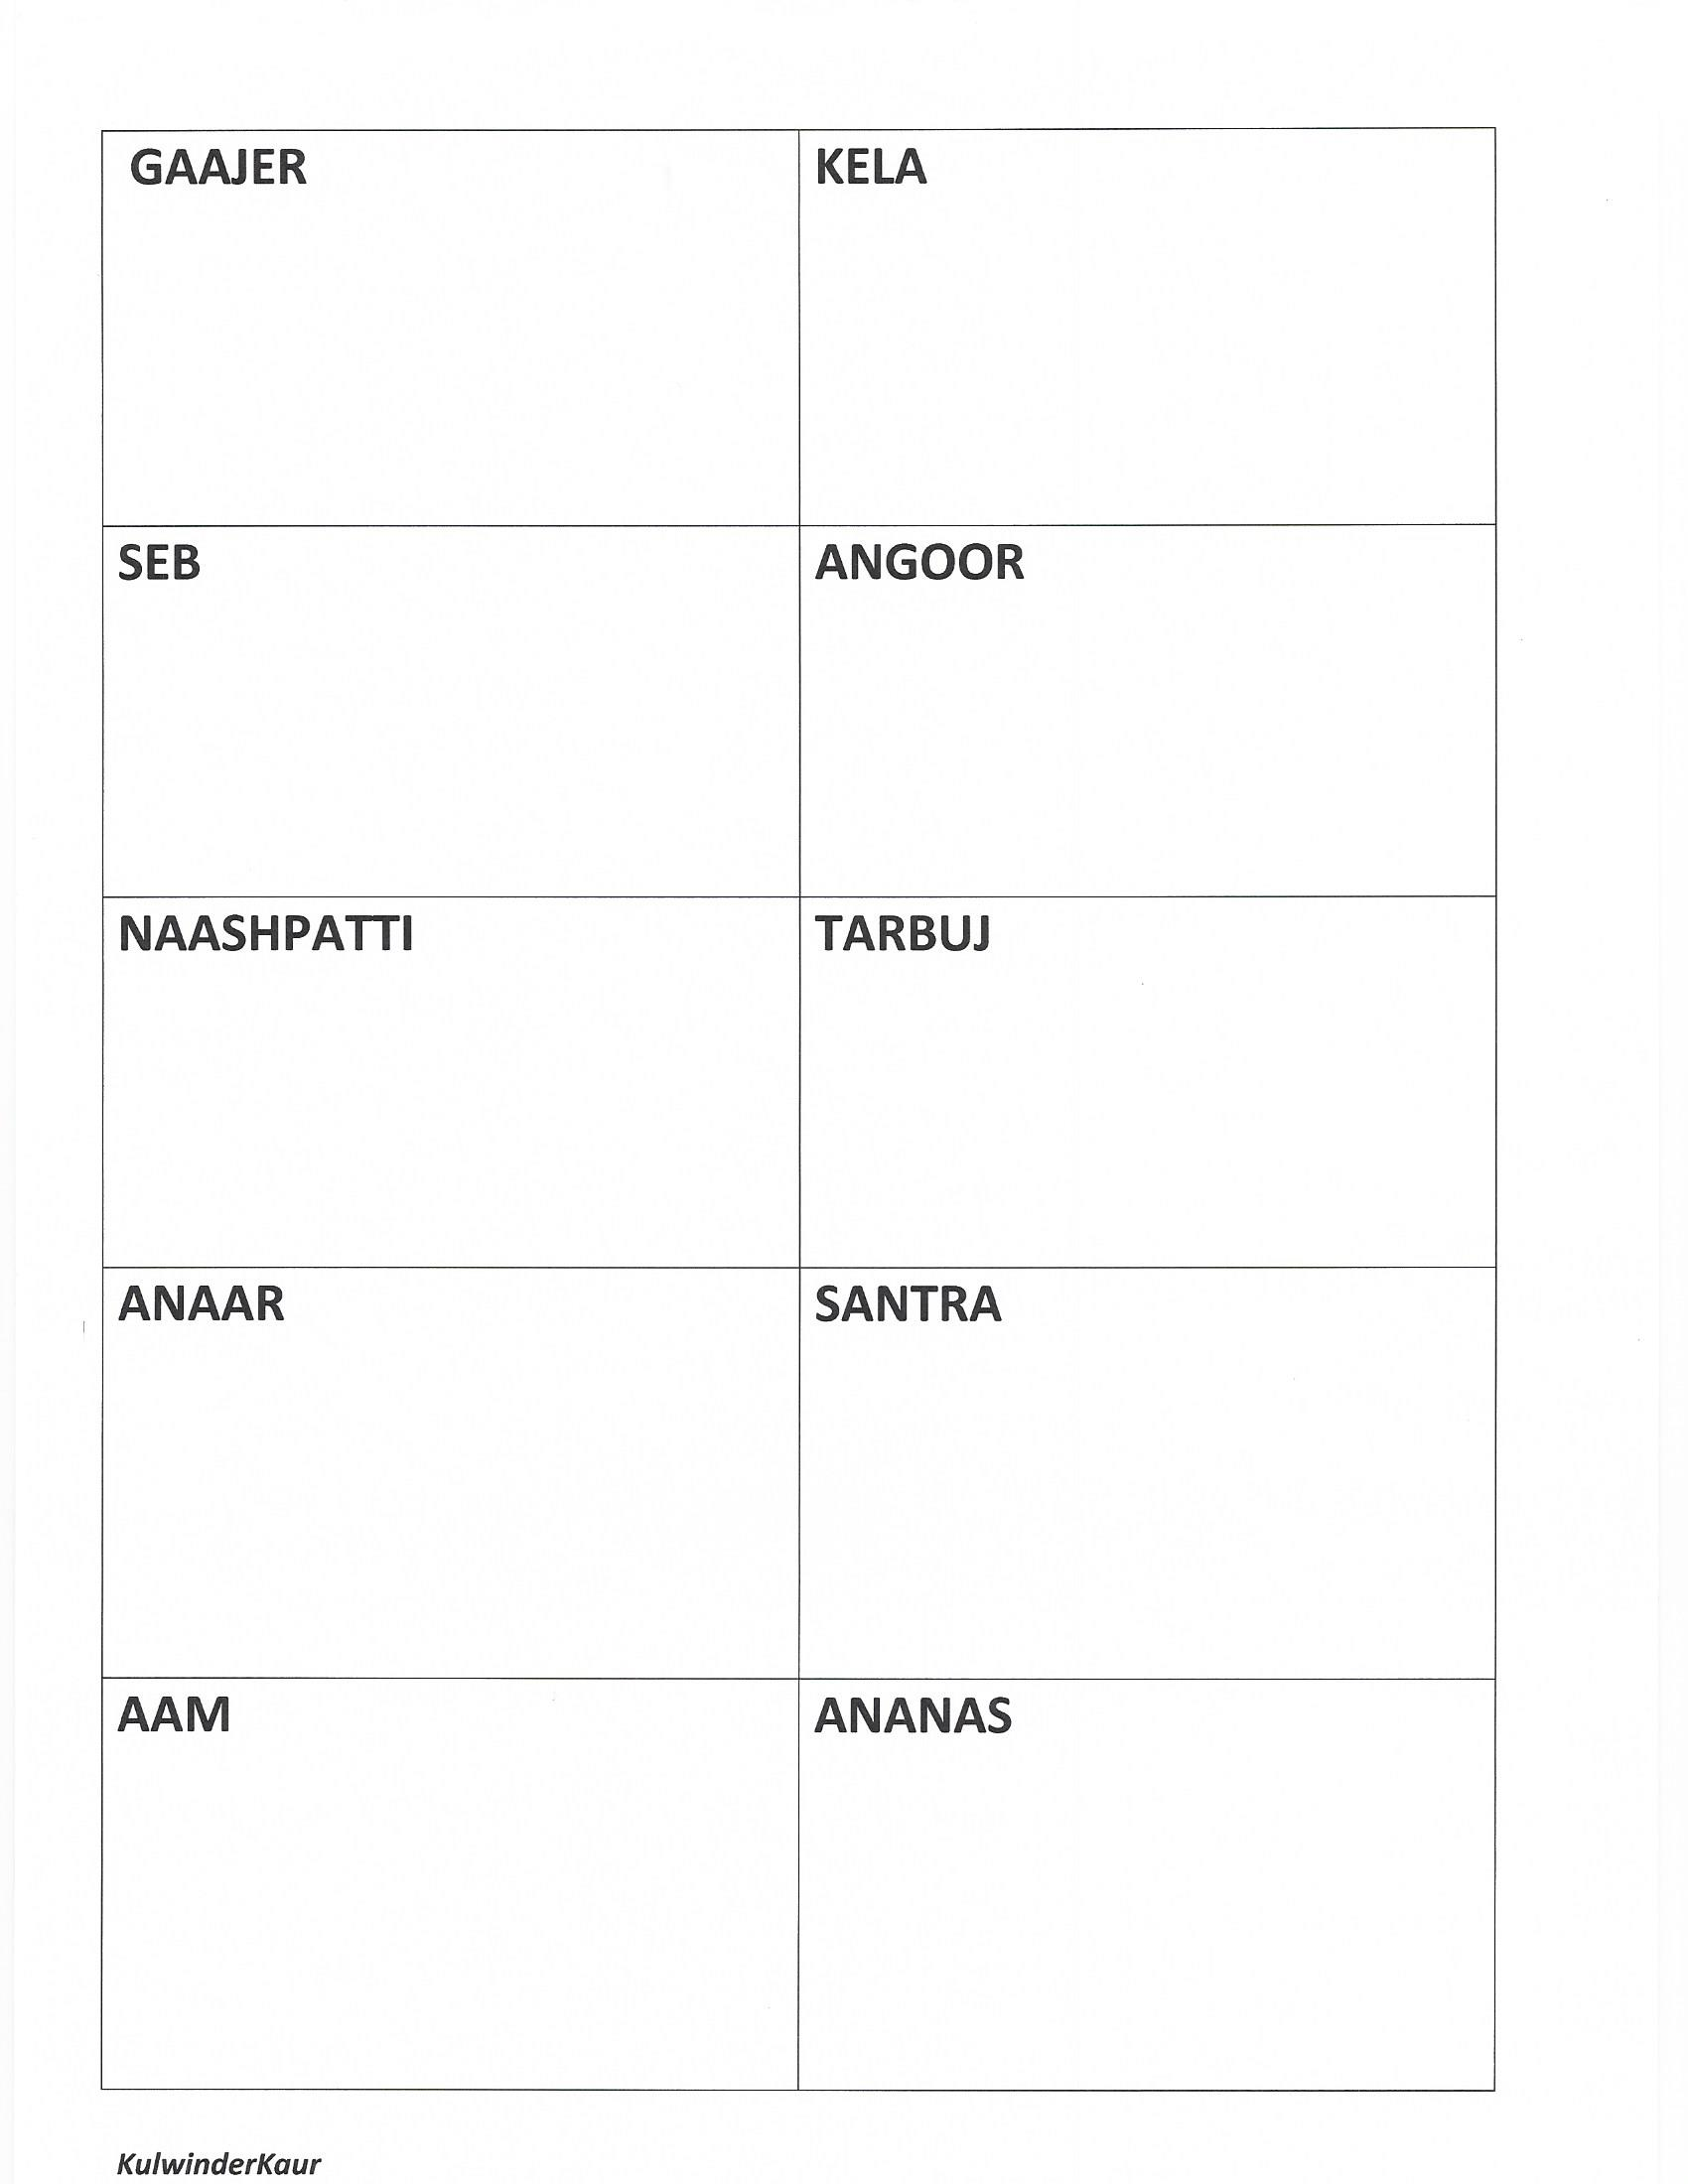 GAAJER
KELA
SEB
ANGOOR
NAASHPATTI
TARBUJ
ANAAR
SANTRA
AAM
ANANAS
KulwinderKaur